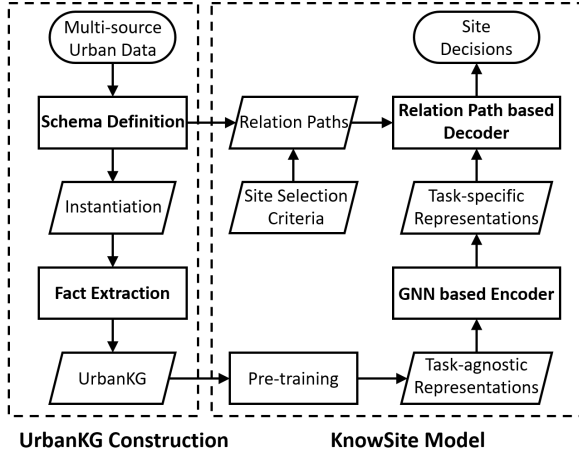 Multi-source
Urban Data
Schema Definition
Instantiation
Fact Extraction
UrbanKG
Relation Paths
Site Selection
Criteria
Pre-training
Site
Decisions
Relation Path based
Decoder
Task-specific
Representations
GNN based Encoder
Task-agnostic
Representations
UrbanKG Construction
KnowSite Model